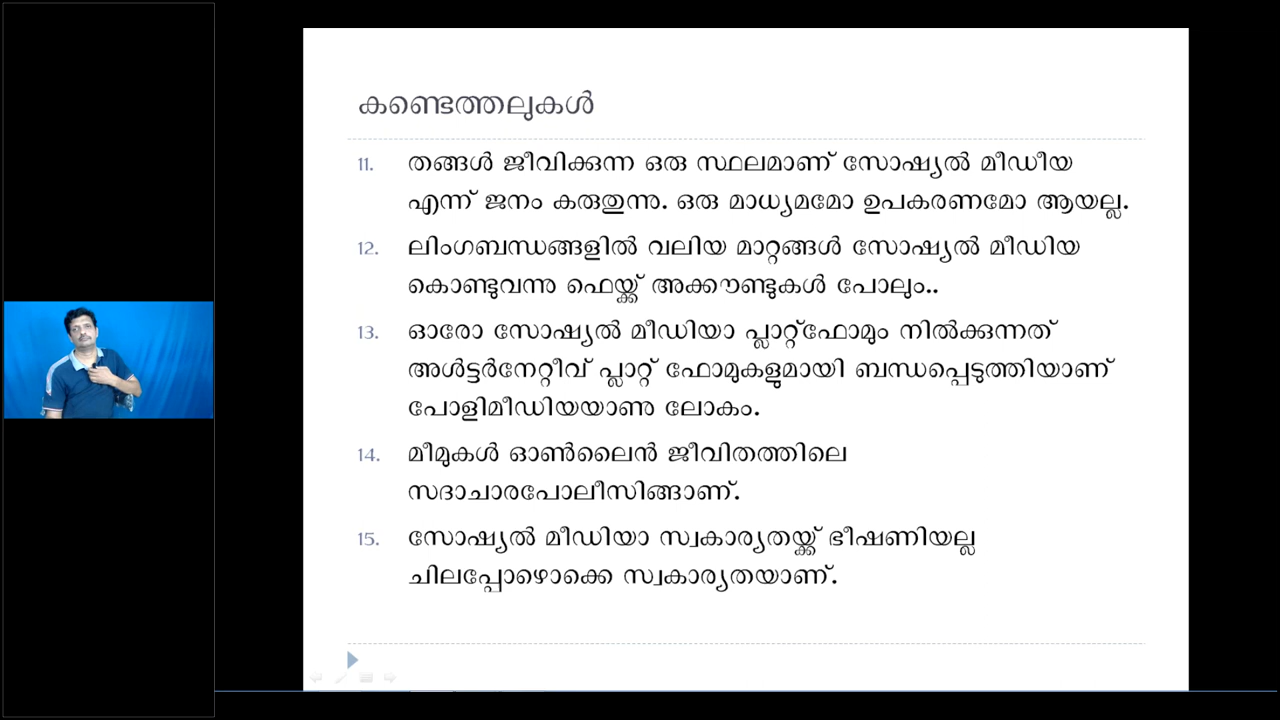 കണ്ടെത്തലുകൾ
11. തങ്ങൾ ജീവിക്കുന്ന ഒരു സ്ഥലമാണ് സോഷ്യൽ മീഡീയ
എന്ന് ജനം കരുതുന്നു. ഒരു മാധ്യമമോ ഉപകരണമോ ആയല്ല.
12. ലിംഗബന്ധങ്ങളിൽ വലിയ മാറ്റങ്ങൾ സോഷ്യൽ മീഡിയ
കൊണ്ടുവന്നു ഫെയ്ക്ക് അക്കൗണ്ടുകൾ പോലും..
13. ഓരോ സോഷ്യൽ മീഡിയാ പ്ലാറ്റ്ഫോമും നിൽക്കുന്നത്
അൾട്ടർനേറ്റീവ് പ്ലാറ്റ് ഫോമുകളുമായി ബന്ധപ്പെടുത്തിയാണ്
പോളിമീഡിയയാണു ലോകം.
14. മീമുകൾ ഓൺലൈൻ ജീവിതത്തിലെ
സദാചാരപോലീസിങ്ങാണ്.
15. സോഷ്യൽ മീഡിയാ സ്വകാര്യതയ്ക്ക് ഭീഷണിയല്ല
ചിലപ്പോഴൊക്കെ സ്വകാര്യതയാണ്.